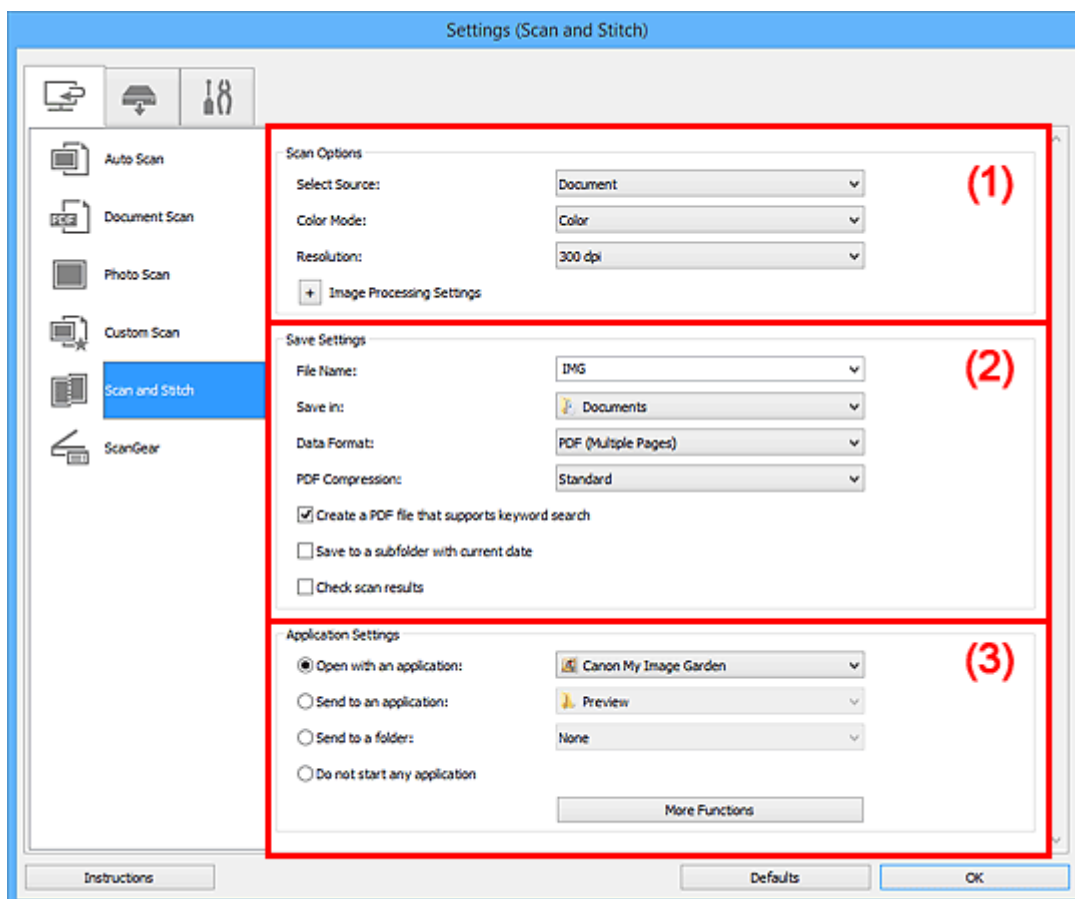 Settings (Scan and Stitch)
Auto Scan
PDF
Document Scan
Photo Scan
Custom Scan
Scan and Stitch
ScanGear
Scan Options
(1)
Select Source: Document
Color Mode: Color
Resolution: 300 dpi
+ Image Processing Settings
Save Settings
(2)
File Name: IMG
Save in: Documents
Data Format: PDF (Multiple Pages)
PDF Compression: Standard
Create a PDF file that supports keyword search
Save to a subfolder with current date
Check scan results
Application Settings
(3)
Open with an application: Canon My Image Garden
Send to an application: Preview
Send to a folder: None
Do not start any application
More Functions
Instructions Defaults OK